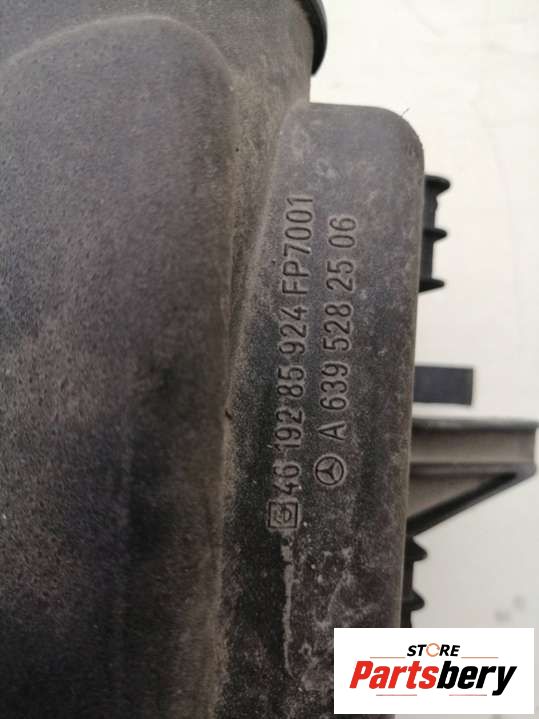 46 192 85 924 FP7001
A 639 528 25 06
STORE
Partsbery